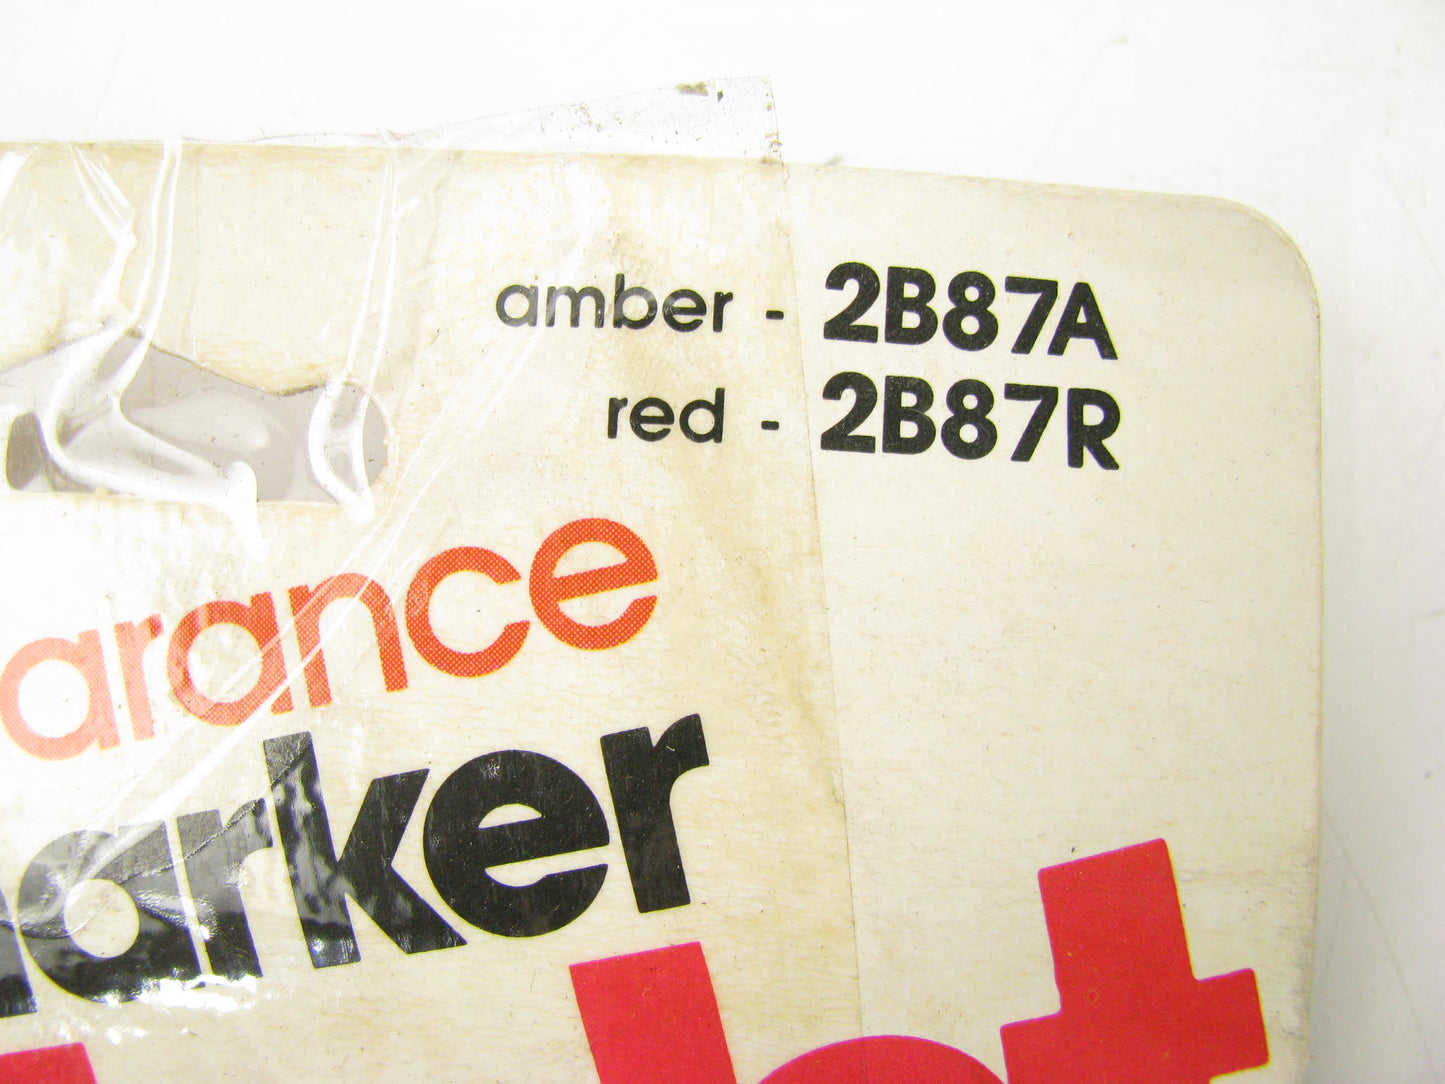 amber - 2B87A
red - 2B87R
arance
arker